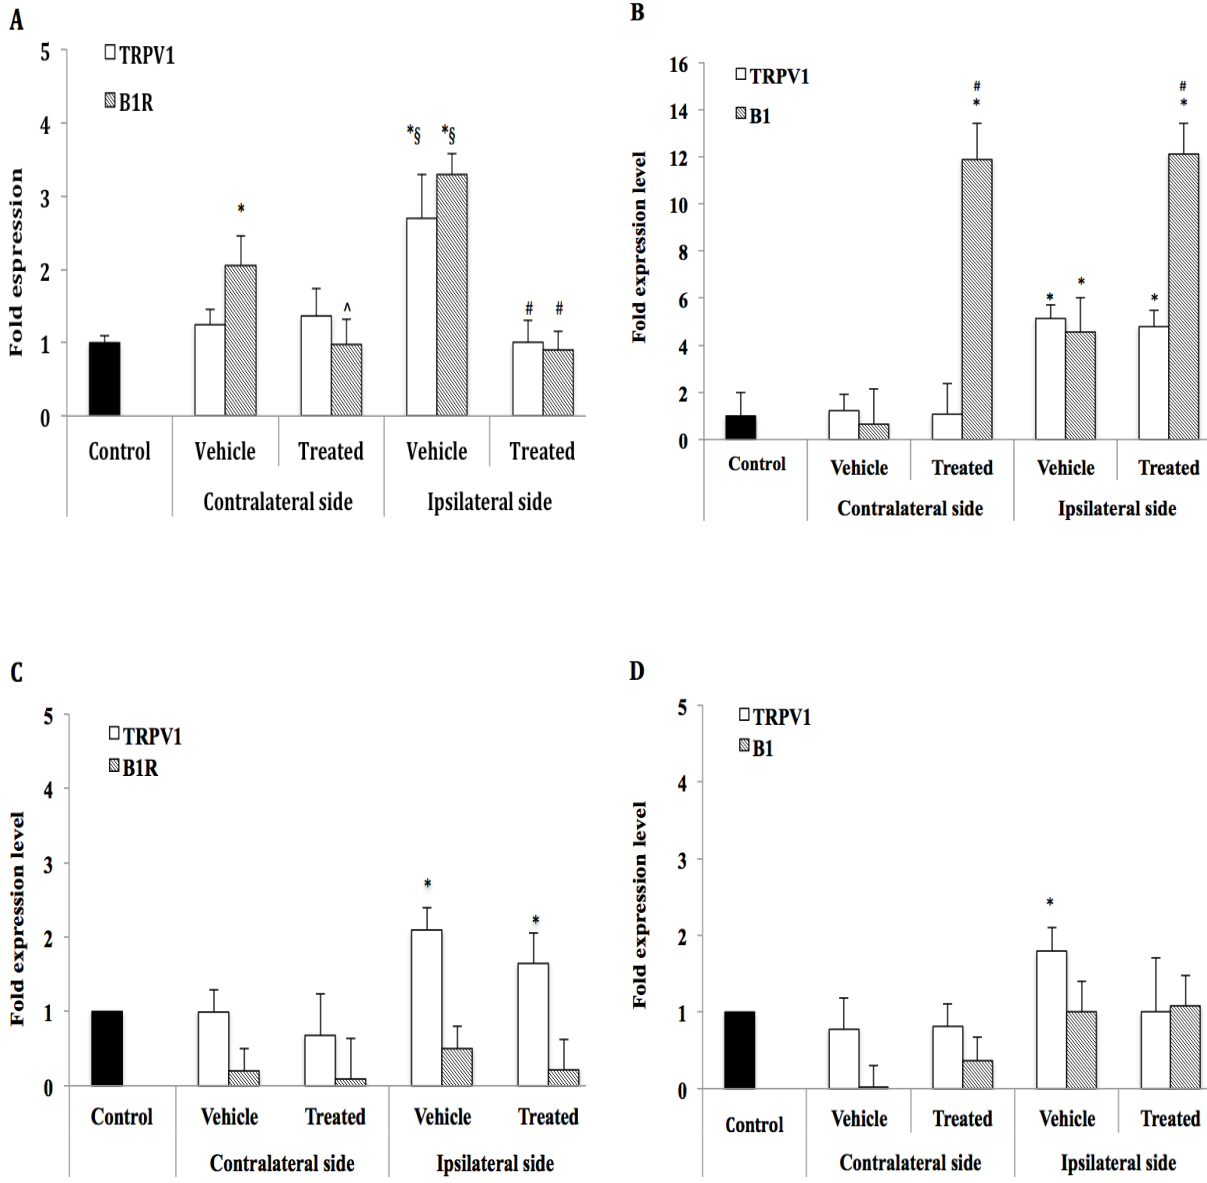 A
TRPV1
B1R
Fold espression
5
4
3
2
1
0
*
^
*§
*§
#
#
Control
Vehicle
Treated
Vehicle
Treated
Contralateral side
Ipsilateral side
B
TRPV1
B1
Fold expression level
16
14
12
10
8
6
4
2
0
#
*
*
*
*
#
*
Control
Vehicle
Treated
Vehicle
Treated
Contralateral side
Ipsilateral side
C
TRPV1
B1R
Fold expression level
5
4
3
2
1
0
*
*
Control
Vehicle
Treated
Vehicle
Treated
Contralateral side
Ipsilateral side
D
TRPV1
B1
Fold expression level
5
4
3
2
1
0
*
Control
Vehicle
Treated
Vehicle
Treated
Contralateral side
Ipsilateral side